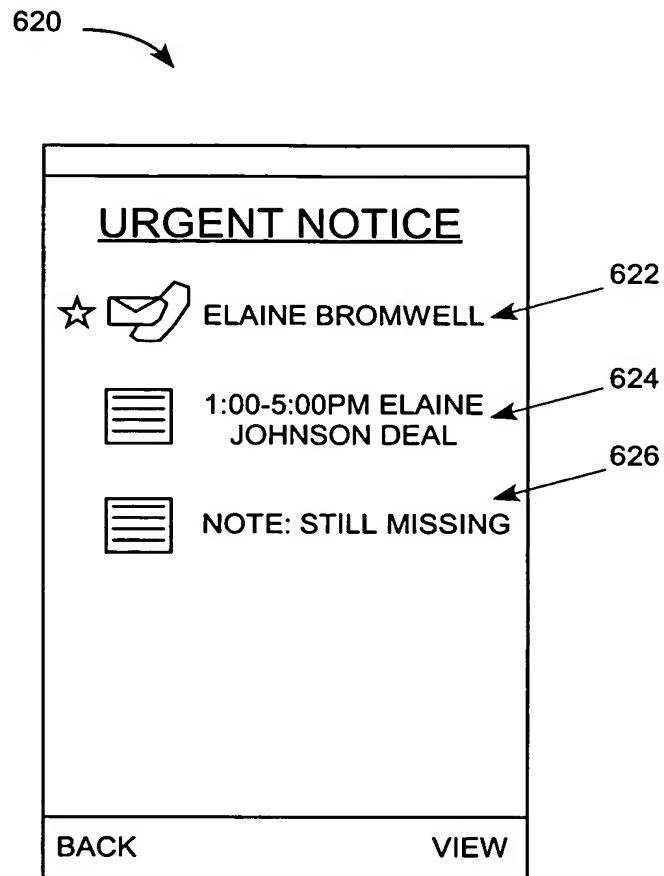 620
URGENT NOTICE
622
ELAINE BROMWELL
624
1:00-5:00PM ELAINE
JOHNSON DEAL
626
NOTE: STILL MISSING
BACK VIEW